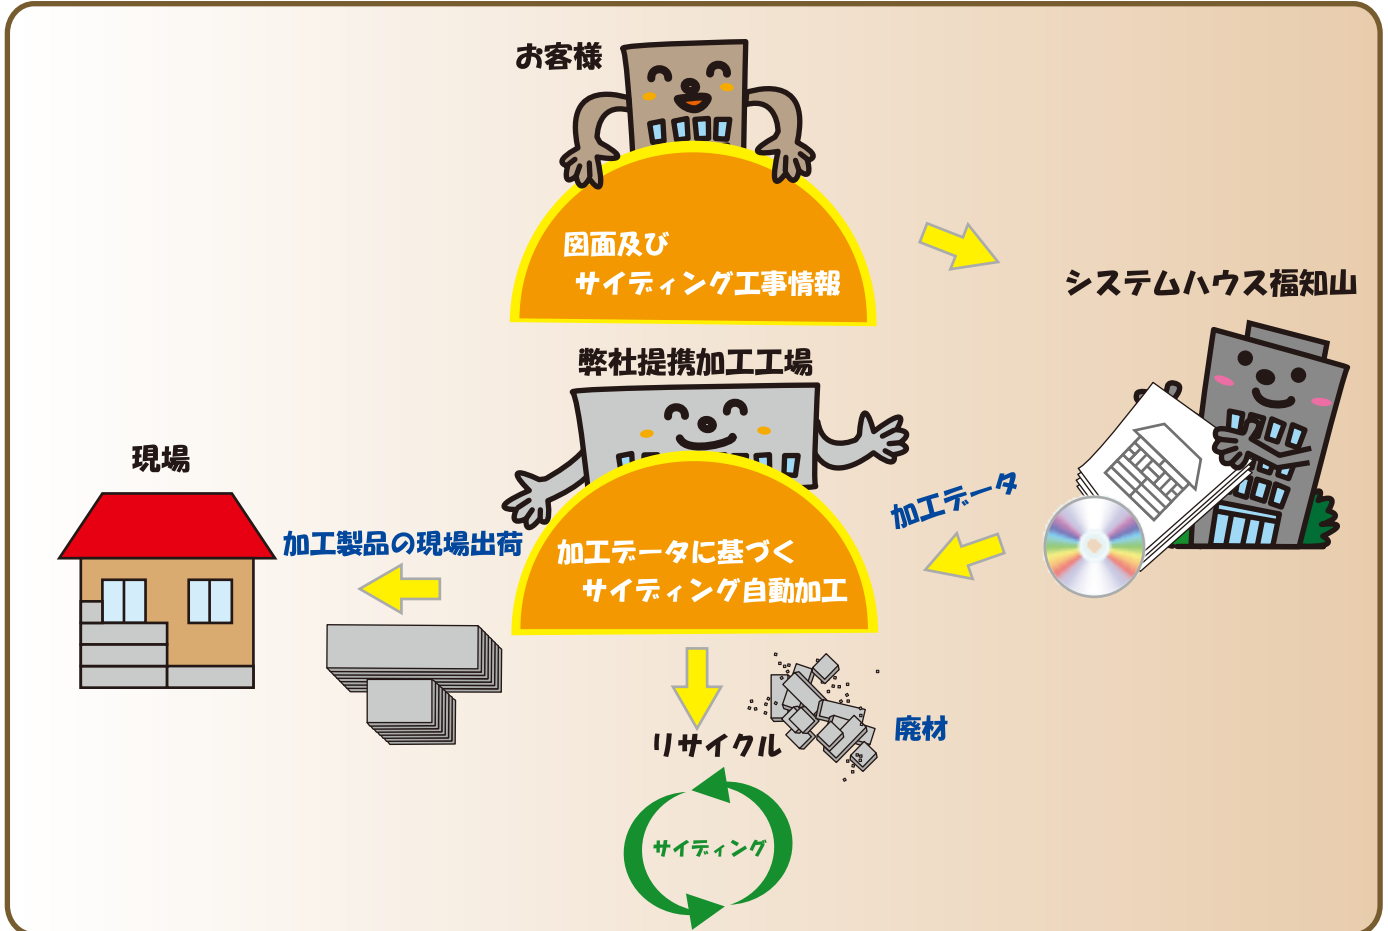 お客様
図面及び
サイディング工事情報
システムハウス福知山
弊社提携加工工場
現場
加工データ
加工製品の現場出荷
加工データに基づく
サイディング自動加工
リサイクル
廃材
サイディング